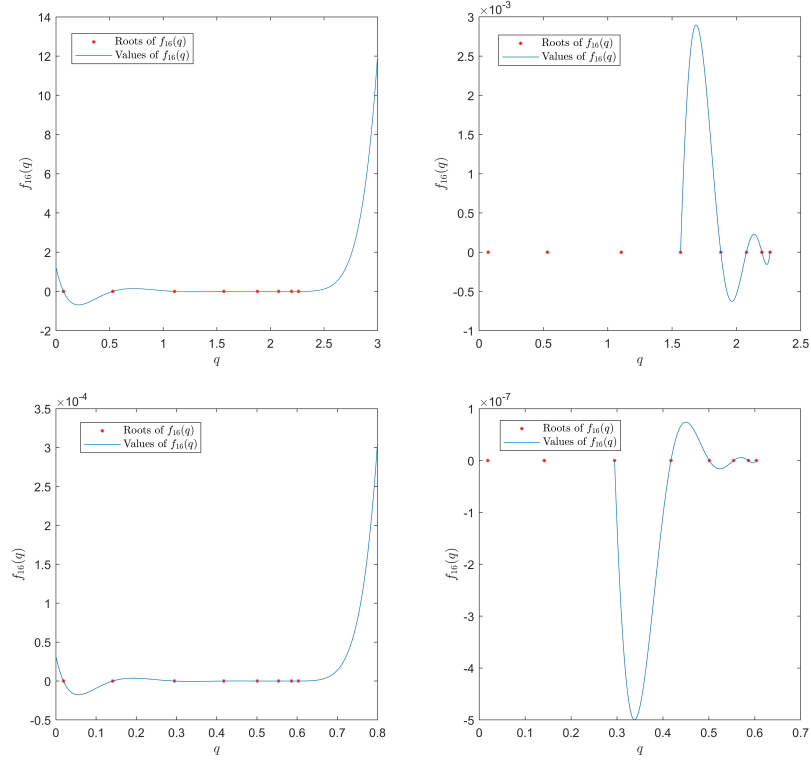 14
12
10
8
6
4
2
0
-2
f₁₆(q)
Roots of f₁₆(q)
Values of f₁₆(q)
0 0.5 1 1.5 2 2.5 3
q
×10⁻³
3
2.5
2
1.5
1
0.5
0
-0.5
-1
f₁₆(q)
Roots of f₁₆(q)
Values of f₁₆(q)
0 0.5 1 1.5 2 2.5
q
×10⁻⁴
3.5
3
2.5
2
1.5
1
0.5
0
-0.5
f₁₆(q)
Roots of f₁₆(q)
Values of f₁₆(q)
0 0.1 0.2 0.3 0.4 0.5 0.6 0.7 0.8
q
×10⁻⁷
1
0
-1
-2
-3
-4
-5
f₁₆(q)
Roots of f₁₆(q)
Values of f₁₆(q)
0 0.1 0.2 0.3 0.4 0.5 0.6 0.7
q